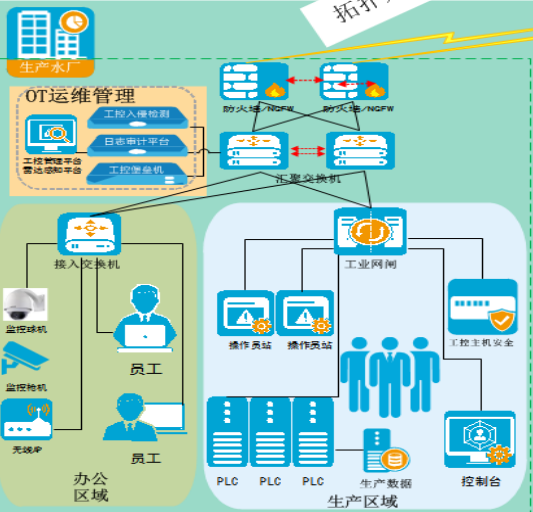 拓扑
生产水厂
OT运维管理
工控入侵检测
日志审计平台
工控堡垒机
工控管理平台
雷达感知平台
防火墙/NGFW
防火墙/NGFW
汇聚交换机
接入交换机
工业网闸
监控球机
员工
操作员站
操作员站
工控主机安全
监控枪机
无线AP
员工
PLC
PLC
PLC
生产数据
控制台
办公
区域
生产区域